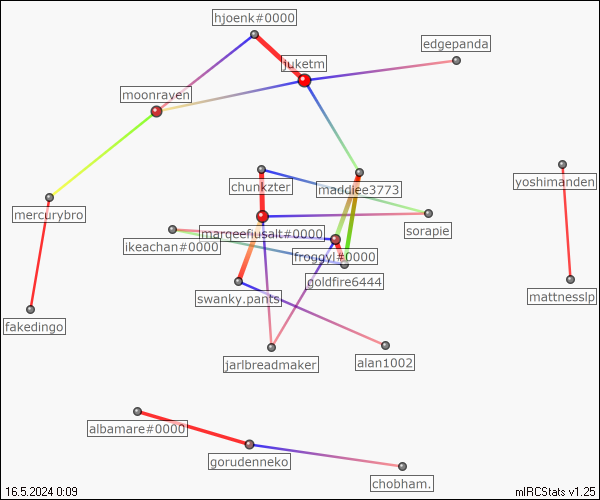 hjoenk#0000
edgepanda
juketm
moonraven
yoshimanden
chunkzter
maddiee3773
mercurybro
sorapie
marqeefiusalt#0000
ikeachan#0000
froggyl#0000
goldfire6444
swanky.pants
mattnesslp
fakedingo
jarlbreadmaker
alan1002
albamare#0000
gorudenneko
chobham.
16.5.2024 0:09
mIRCStats v1.25